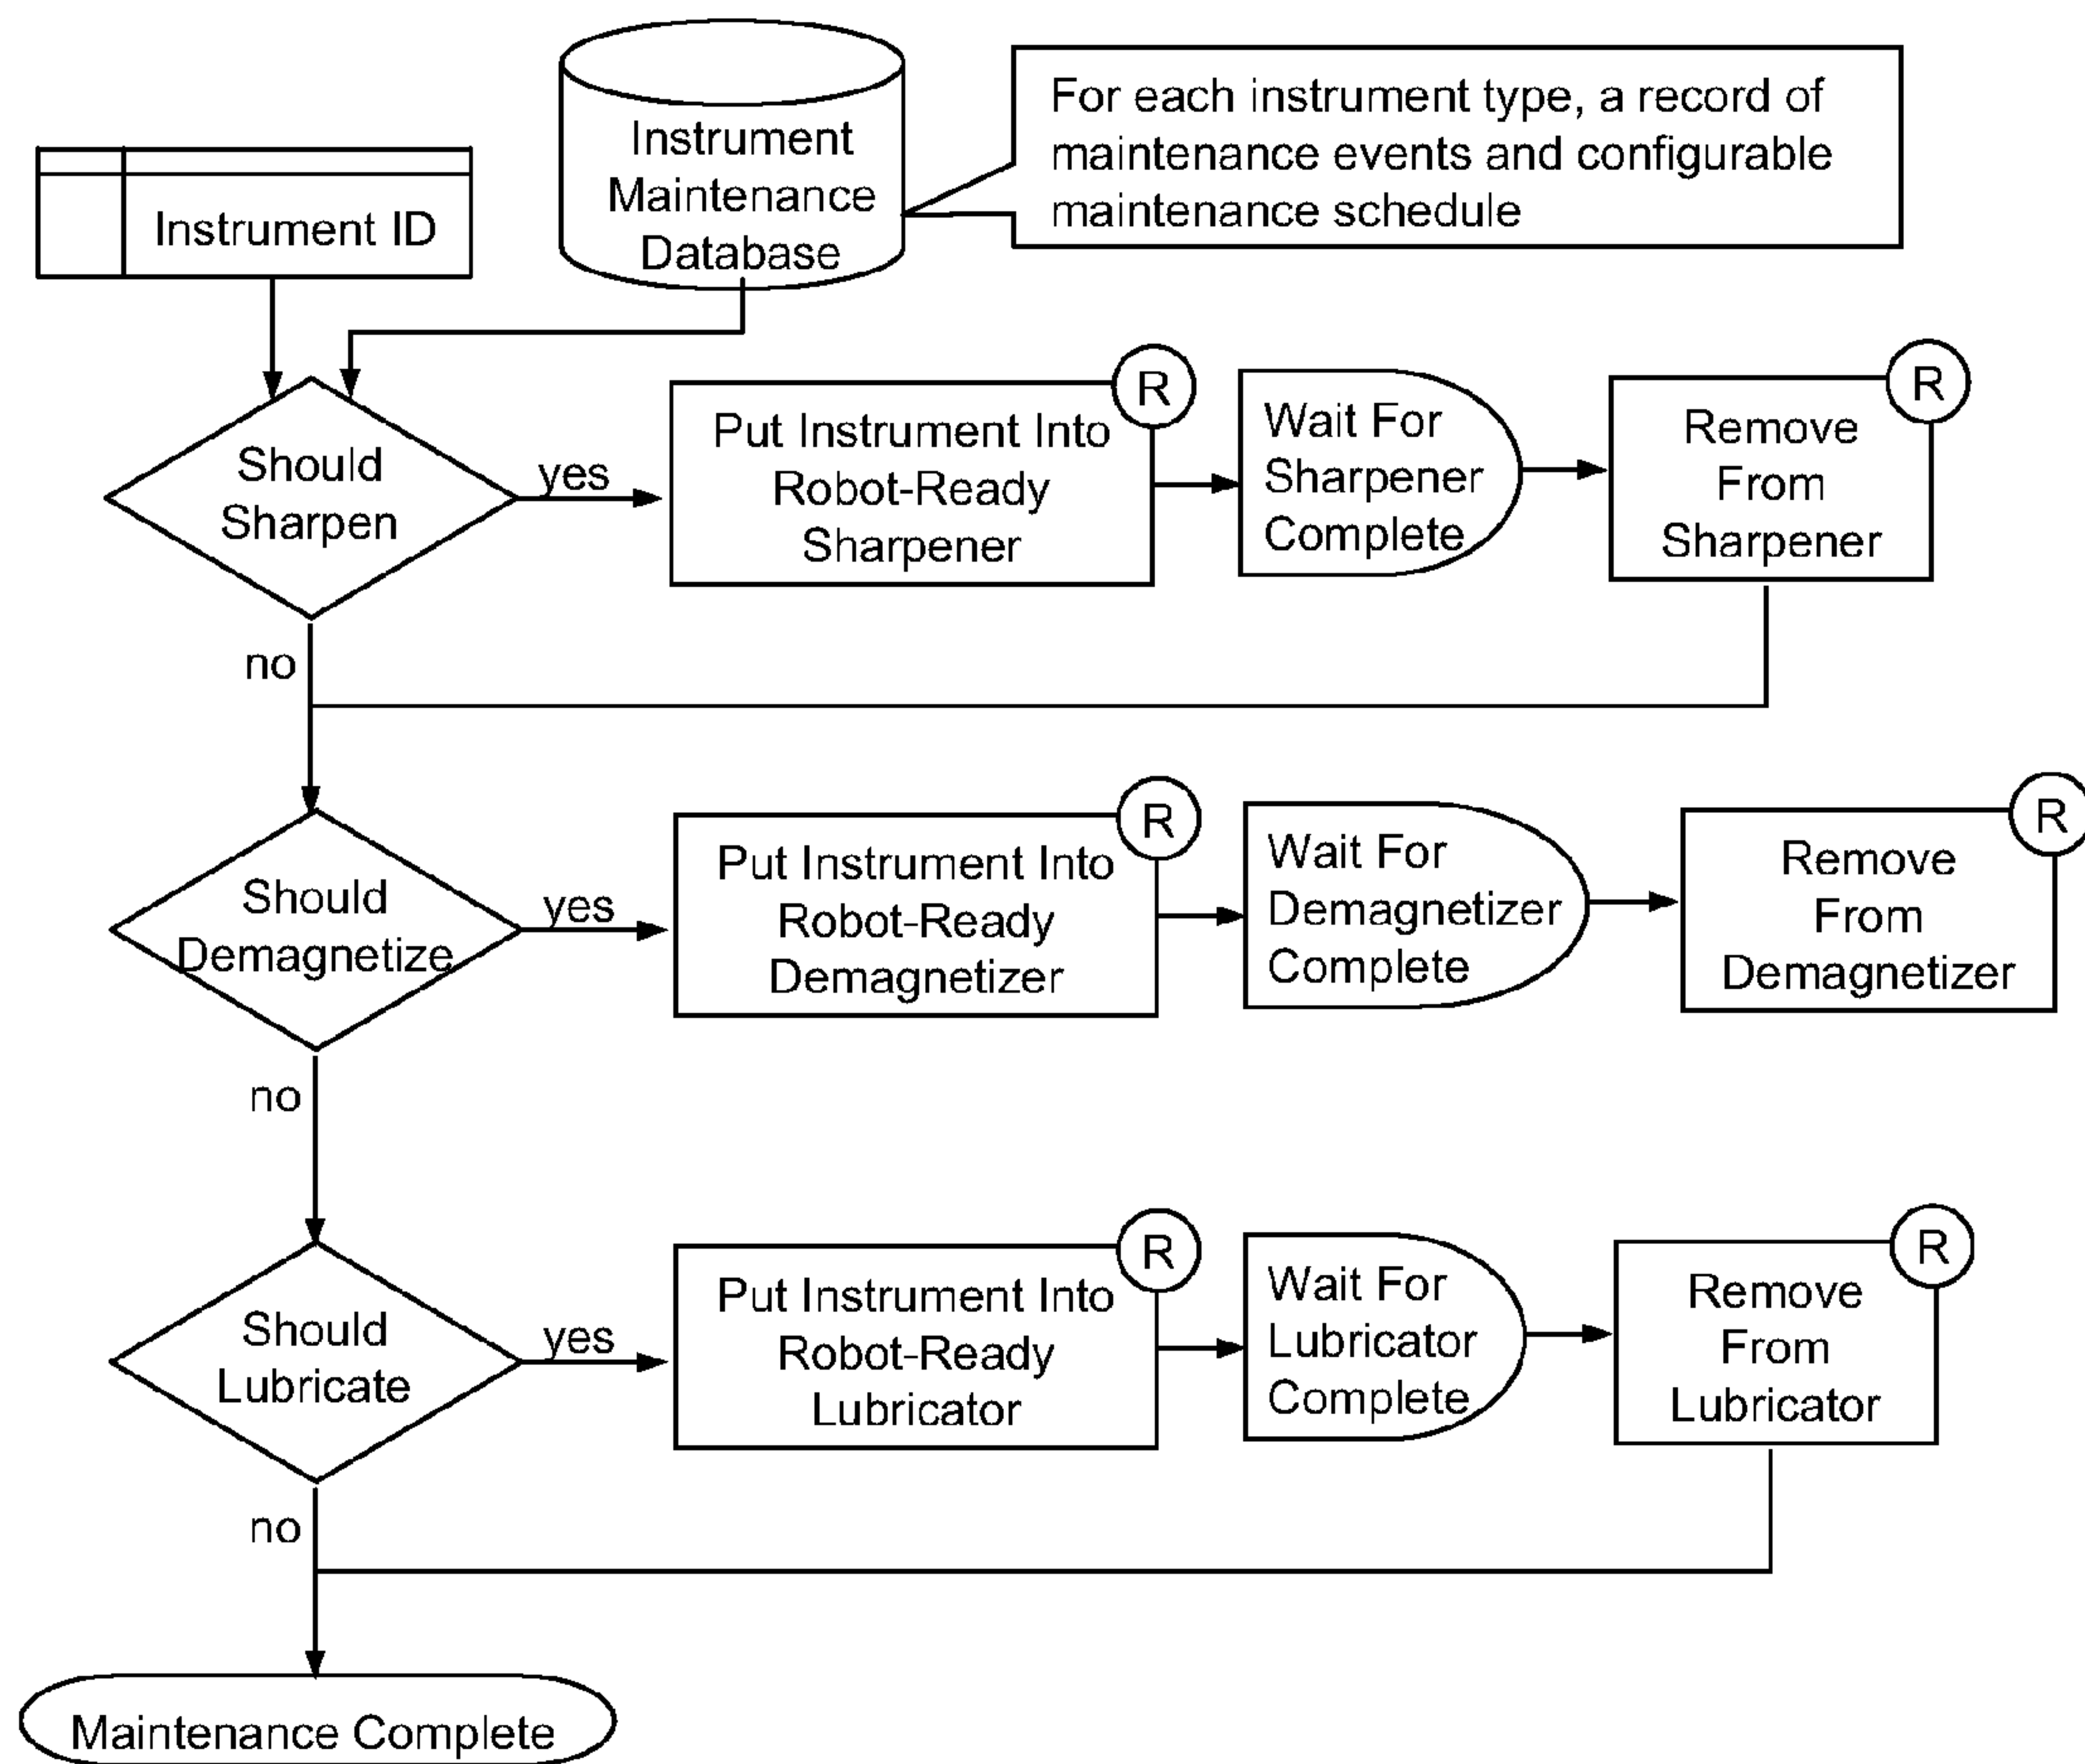 Instrument ID
Instrument
Maintenance
Database
For each instrument type, a record of
maintenance events and configurable
maintenance schedule
Should
Sharpen
yes
no
Put Instrument Into
Robot-Ready
Sharpener
R
Wait For
Sharpener
Complete
Remove
From
Sharpener
R
Should
Demagnetize
yes
no
Put Instrument Into
Robot-Ready
Demagnetizer
R
Wait For
Demagnetizer
Complete
Remove
From
Demagnetizer
R
Should
Lubricate
yes
no
Put Instrument Into
Robot-Ready
Lubricator
R
Wait For
Lubricator
Complete
Remove
From
Lubricator
R
Maintenance Complete